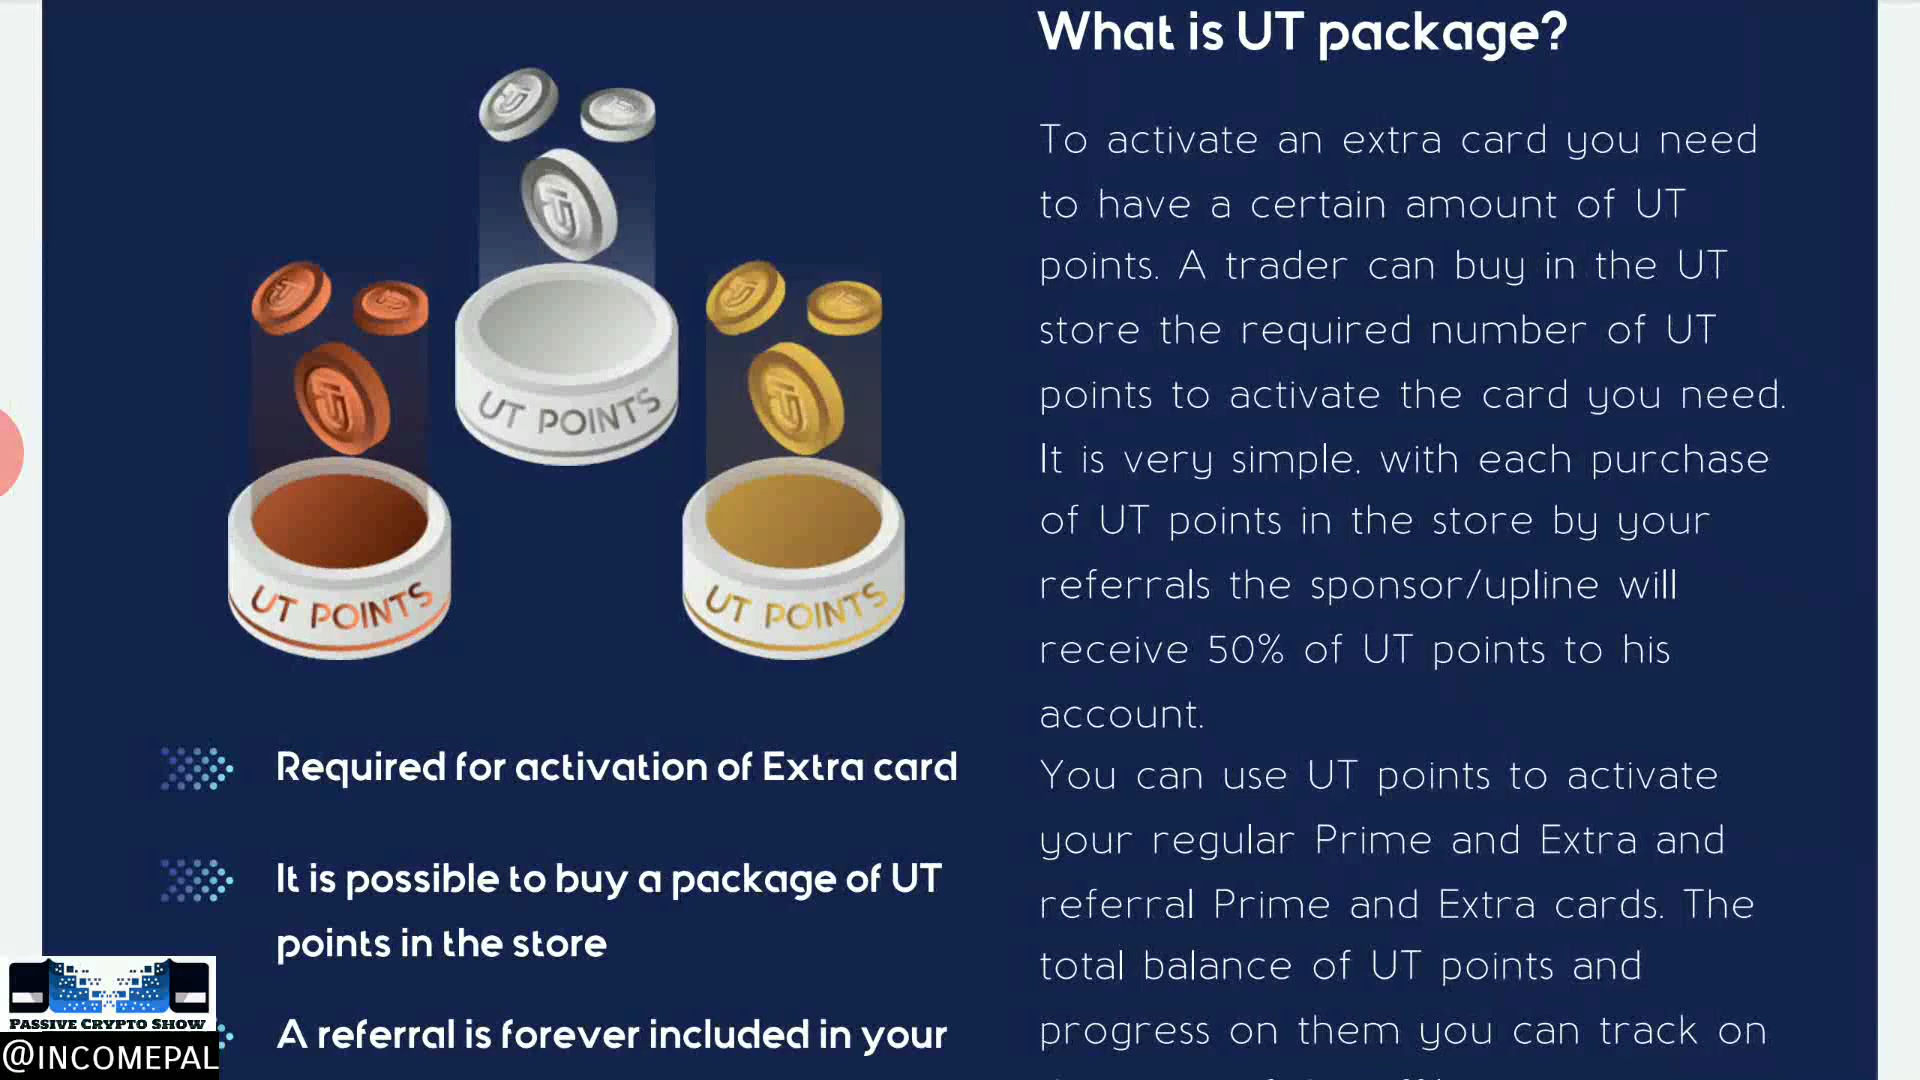 What is UT package?
To activate an extra card you need
to have a certain amount of UT
points. A trader can buy in the UT
store the required number of UT
points to activate the card you need.
It is very simple, with each purchase
of UT points in the store by your
referrals the sponsor/upline will
receive 50% of UT points to his
account.
You can use UT points to activate
your regular Prime and Extra and
referral Prime and Extra cards. The
total balance of UT points and
progress on them you can track on
UT POINTS
UT POINTS
UT POINTS
Required for activation of Extra card
It is possible to buy a package of UT
points in the store
A referral is forever included in your
PASSIVE CRYPTO SHOW
@INCOMEPAL